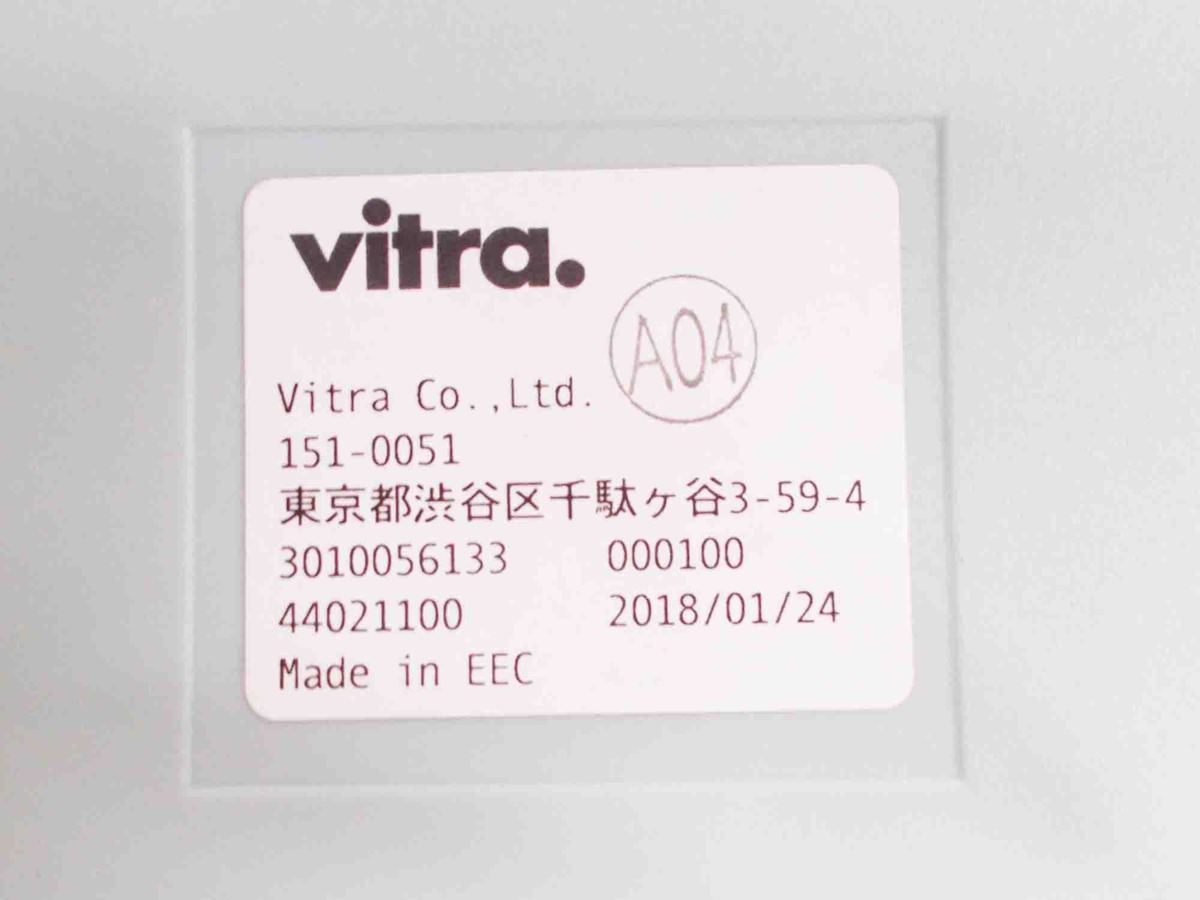 vitra.
A04
Vitra Co.,Ltd.
151-0051
東京都渋谷区千駄ヶ谷3-59-4
3010056133 000100
44021100 2018/01/24
Made in EEC